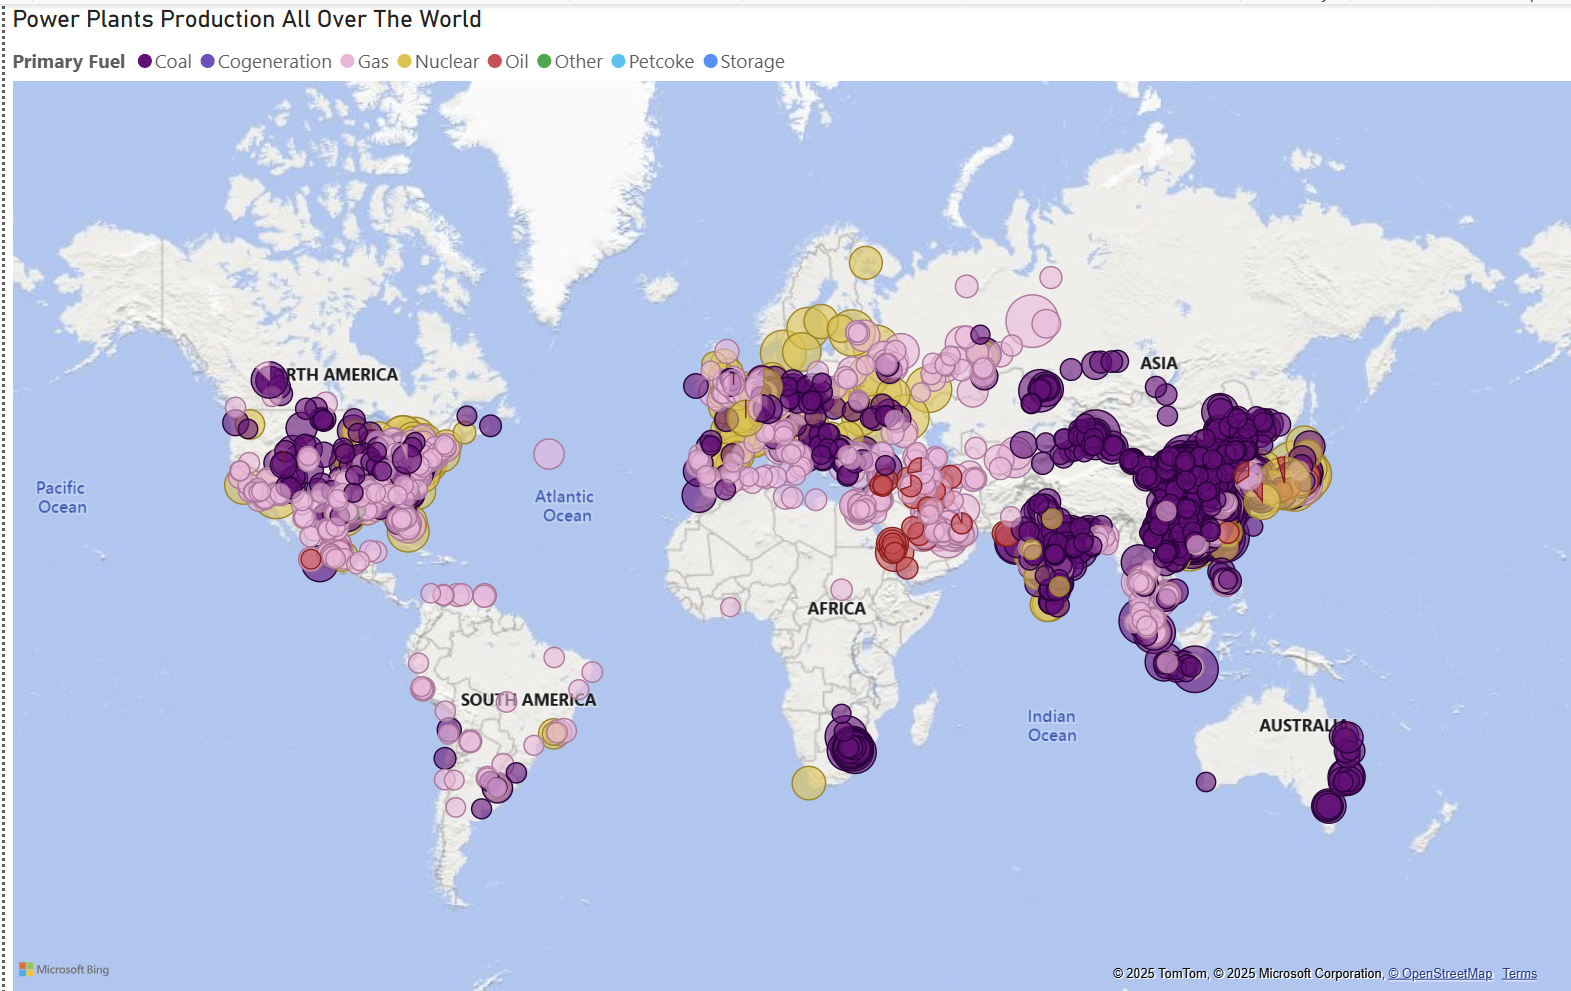 Power Plants Production All Over The World
Primary Fuel Coal Cogeneration Gas Nuclear Oil Other Petcoke Storage
ASIA
RTH AMERICA
Pacific
Ocean
Atlantic
Ocean
AFRICA
SOUTH AMERICA
Indian
Ocean
AUSTRALIA
Microsoft Bing
© 2025 TomTom, © 2025 Microsoft Corporation, © OpenStreetMap Terms